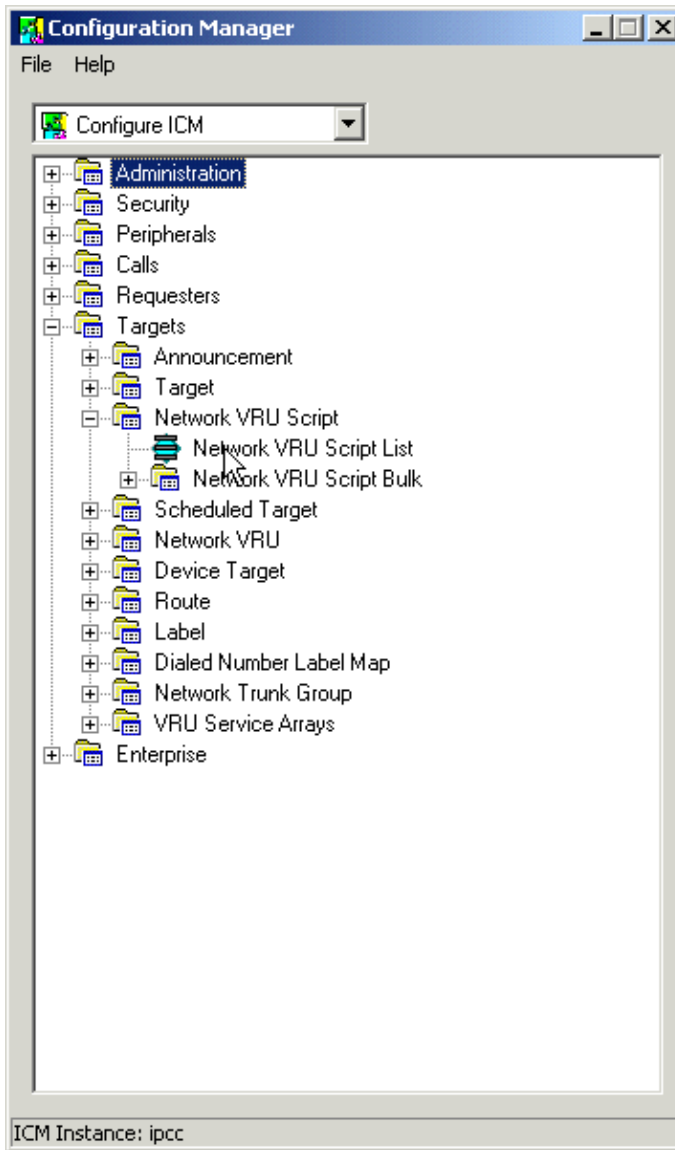 Configuration Manager
File Help
Configure ICM
Administration
Security
Peripherals
Calls
Requesters
Targets
Announcement
Target
Network VRU Script
Network VRU Script List
Network VRU Script Bulk
Scheduled Target
Network VRU
Device Target
Route
Label
Dialed Number Label Map
Network Trunk Group
VRU Service Arrays
Enterprise
ICM Instance: ipcc